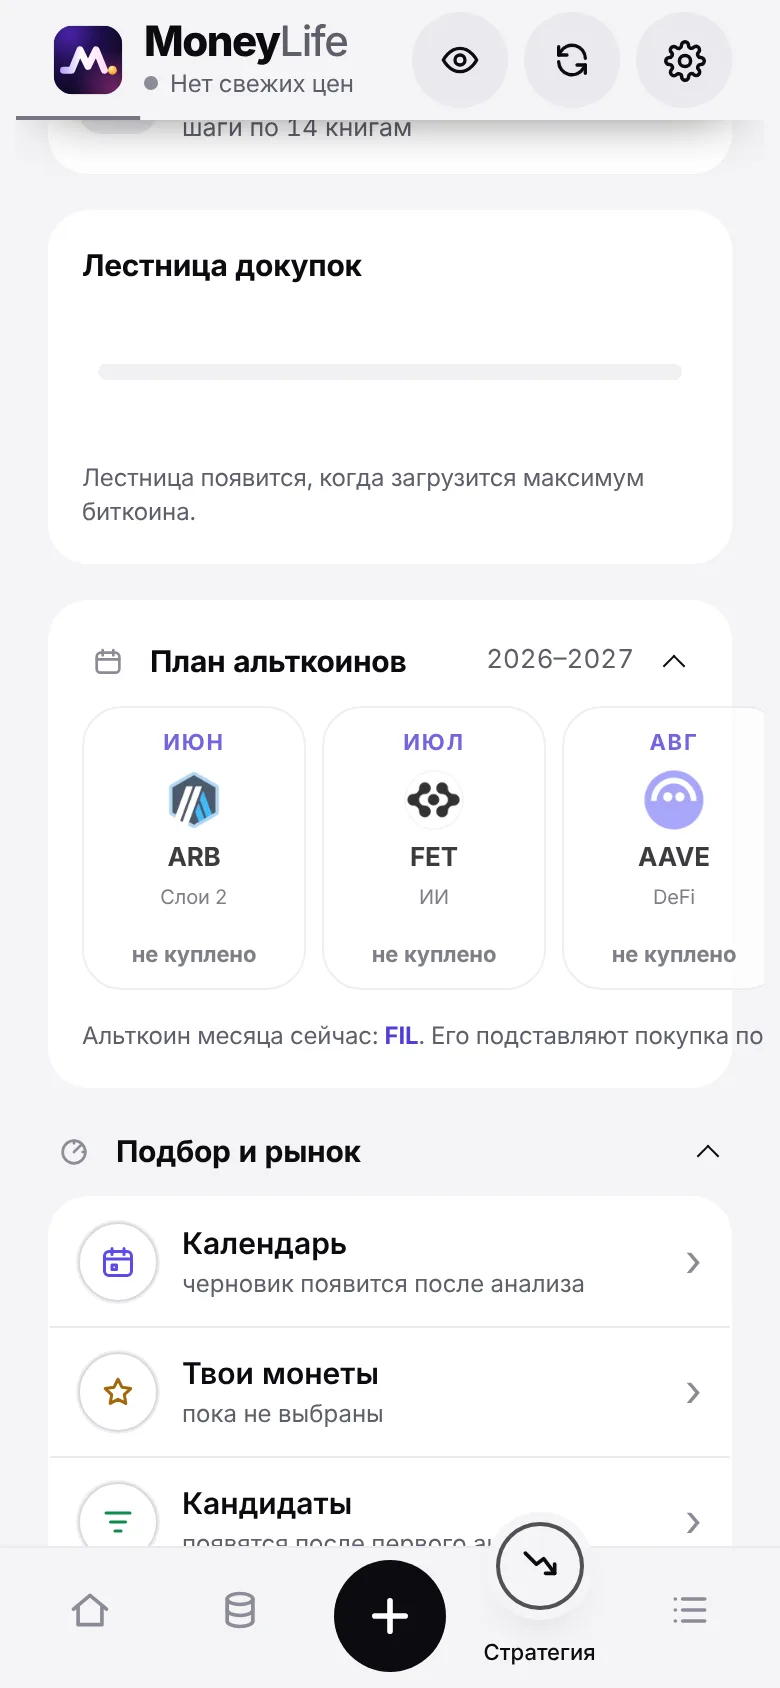 MoneyLife
Нет свежих цен
шаги по 14 книгам
Лестница докупок
Лестница появится, когда загрузится максимум
биткоина.
План альткоинов 2026–2027
ИЮН ИЮЛ АВГ
ARB FET AAVE
Слои 2 ИИ DeFi
не куплено не куплено не куплено
Альткоин месяца сейчас: FIL. Его подставляют покупка по
Подбор и рынок
Календарь
черновик появится после анализа
Твои монеты
пока не выбраны
Кандидаты
появятся после первого
Стратегия